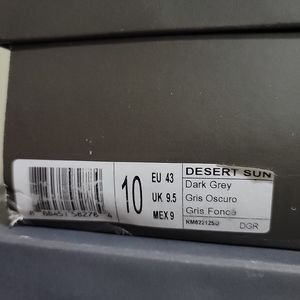 DESERT SUN
10
EU 43
UK 9.5
MEX 9
Dark Grey
Gris Oscuro
Gris Foncé
DGR